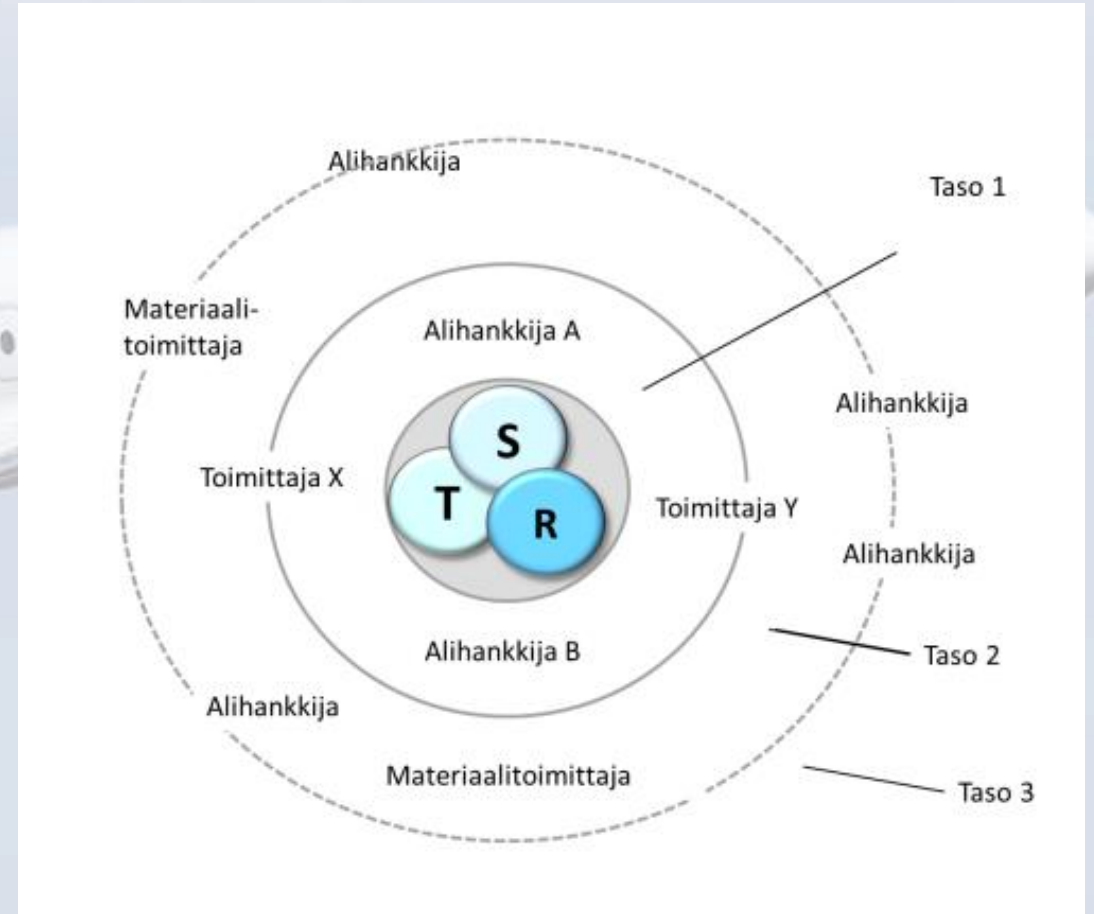 Alihankkija
Taso 1
Materiaali-
toimittaja
Alihankkija A
Alihankkija
S
Toimittaja X
T
R
Toimittaja Y
Alihankkija
Alihankkija B
Taso 2
Alihankkija
Materiaalitoimittaja
Taso 3